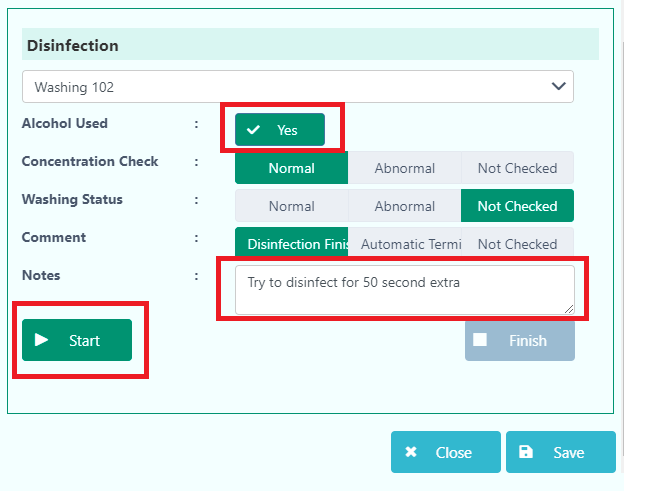 Disinfection
Washing 102
Alcohol Used : Yes
Concentration Check : Normal Abnormal Not Checked
Washing Status : Normal Abnormal Not Checked
Comment : Disinfection Finis Automatic Termi Not Checked
Notes : Try to disinfect for 50 second extra
Start Finish
Close Save